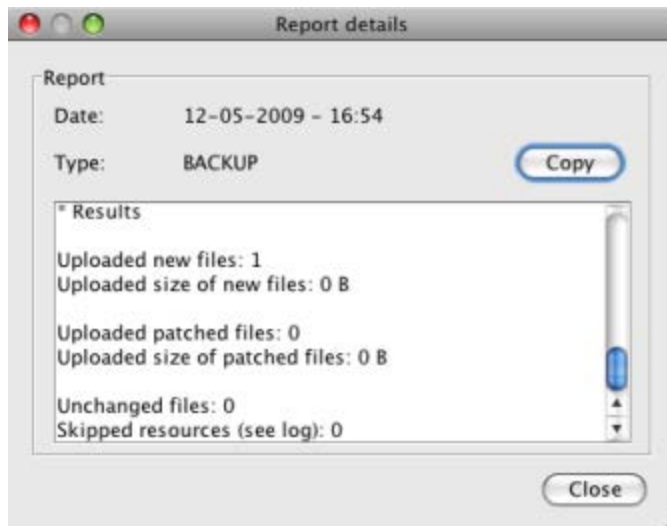 Report details
Report
Date: 12-05-2009 - 16:54
Type: BACKUP Copy
* Results
Uploaded new files: 1
Uploaded size of new files: 0 B
Uploaded patched files: 0
Uploaded size of patched files: 0 B
Unchanged files: 0
Skipped resources (see log): 0
Close